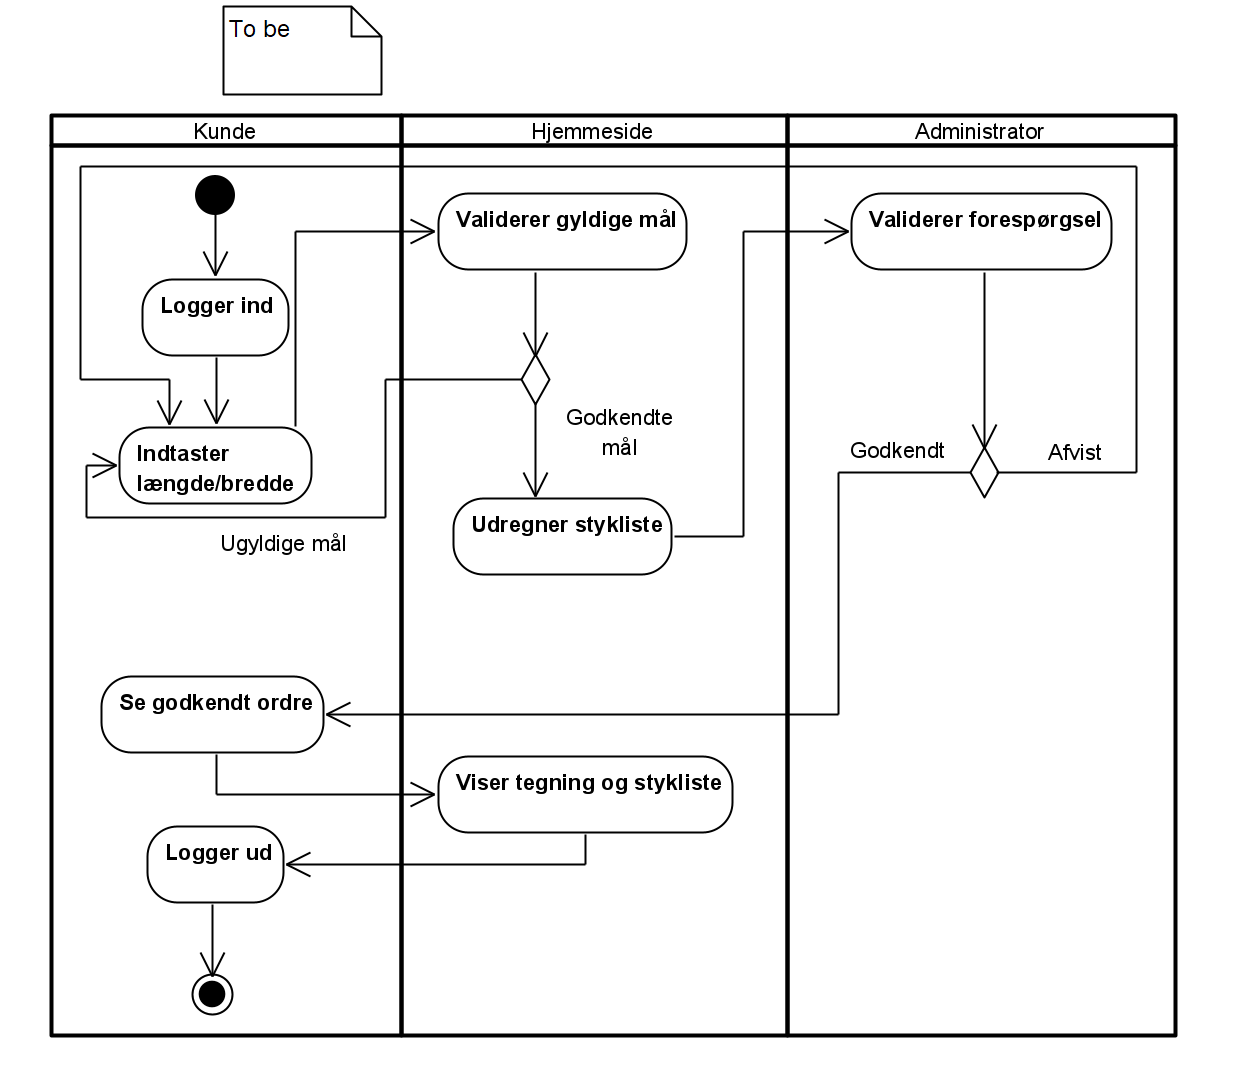 To be
Kunde
Hjemmeside
Administrator
Validerer gyldige mål
Validerer forespørgsel
Logger ind
Godkendte
mål
Godkendt
Afvist
Indtaster
længde/bredde
Udregner stykliste
Ugyldige mål
Se godkendt ordre
Viser tegning og stykliste
Logger ud